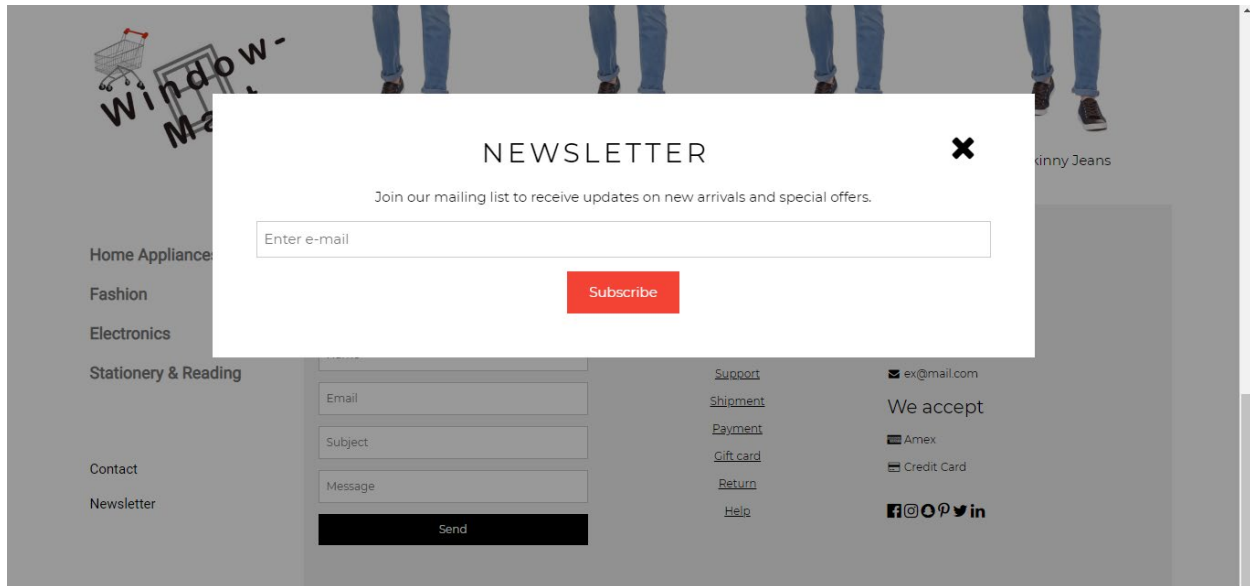 Window-
NEWSLETTER
Join our mailing list to receive updates on new arrivals and special offers.
Enter e-mail
Subscribe
Jeans
Home Appliances
Fashion
Electronics
Stationery & Reading
Contact
Newsletter
Email
Subject
Message
Send
Support
Shipment
Payment
Gift card
Return
Help
ex@mail.com
We accept
Amex
Credit Card